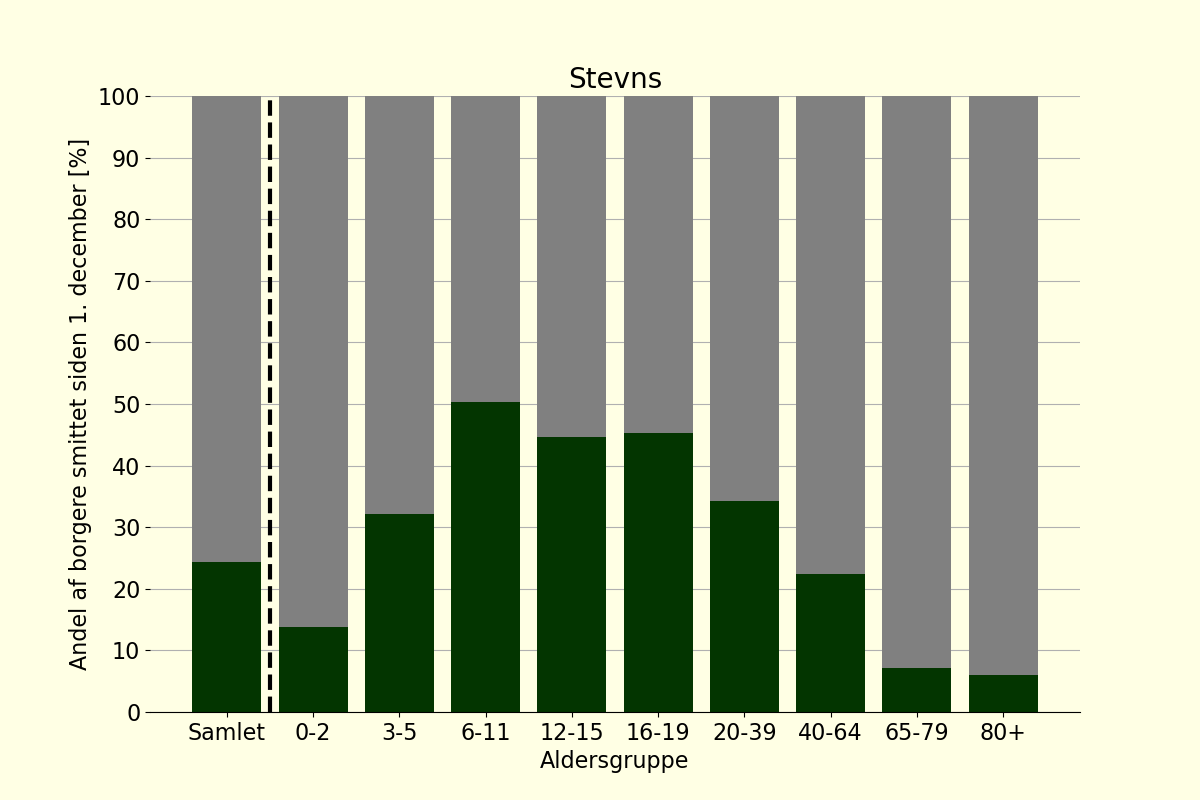 Stevns
Andel af borgere smittet siden 1. december [%]
100
90
80
70
60
50
40
30
20
10
0
Samlet 0-2 3-5 6-11 12-15 16-19 20-39 40-64 65-79 80+
Aldersgruppe